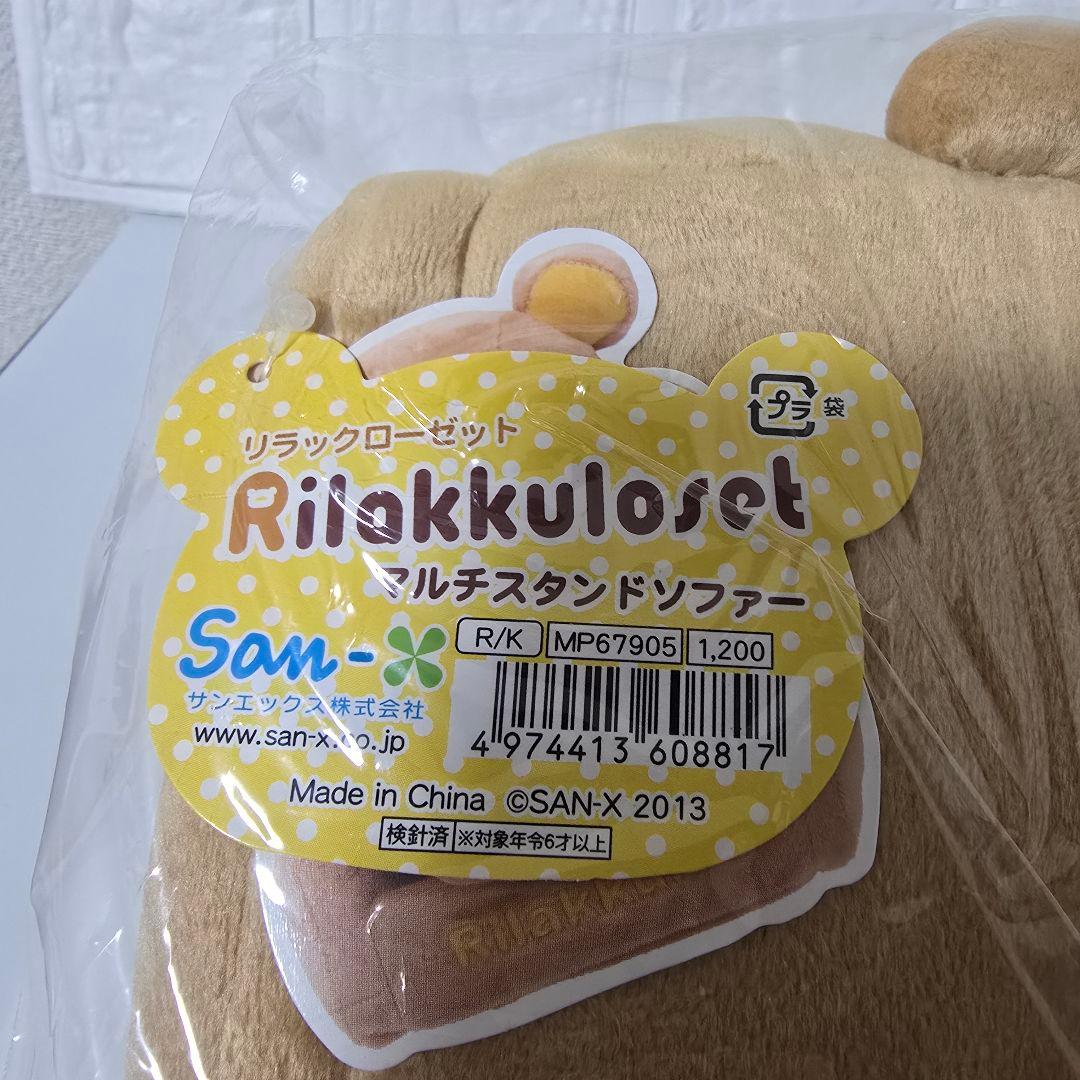 プラ 袋
リラックローゼット
Rilakkuloset
マルチスタンドソファー
San-
サンエックス株式会社
www.san-x.co.jp
R/K MP67905 1,200
4 974413 608817
Made in China ©SAN-X 2013
検針済 ※対象年令6才以上
Rilakku